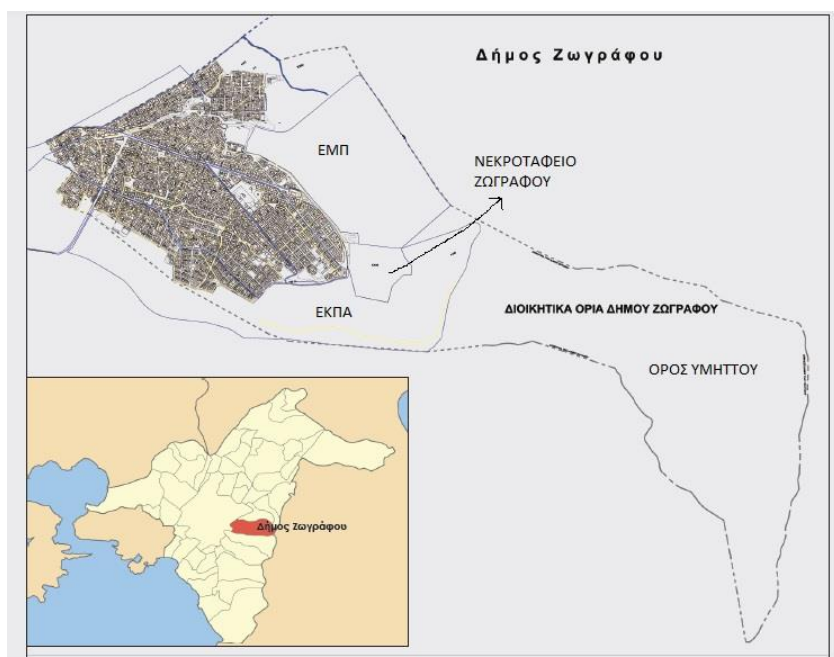 Δήμος Ζωγράφου
ΕΜΠ
ΝΕΚΡΟΤΑΦΕΙΟ
ΖΩΓΡΑΦΟΥ
ΕΚΠΑ
ΔΙΟΙΚΗΤΙΚΑ ΟΡΙΑ ΔΗΜΟΥ ΖΩΓΡΑΦΟΥ
ΟΡΟΣ ΥΜΗΤΤΟΥ
Δήμος Ζωγράφου